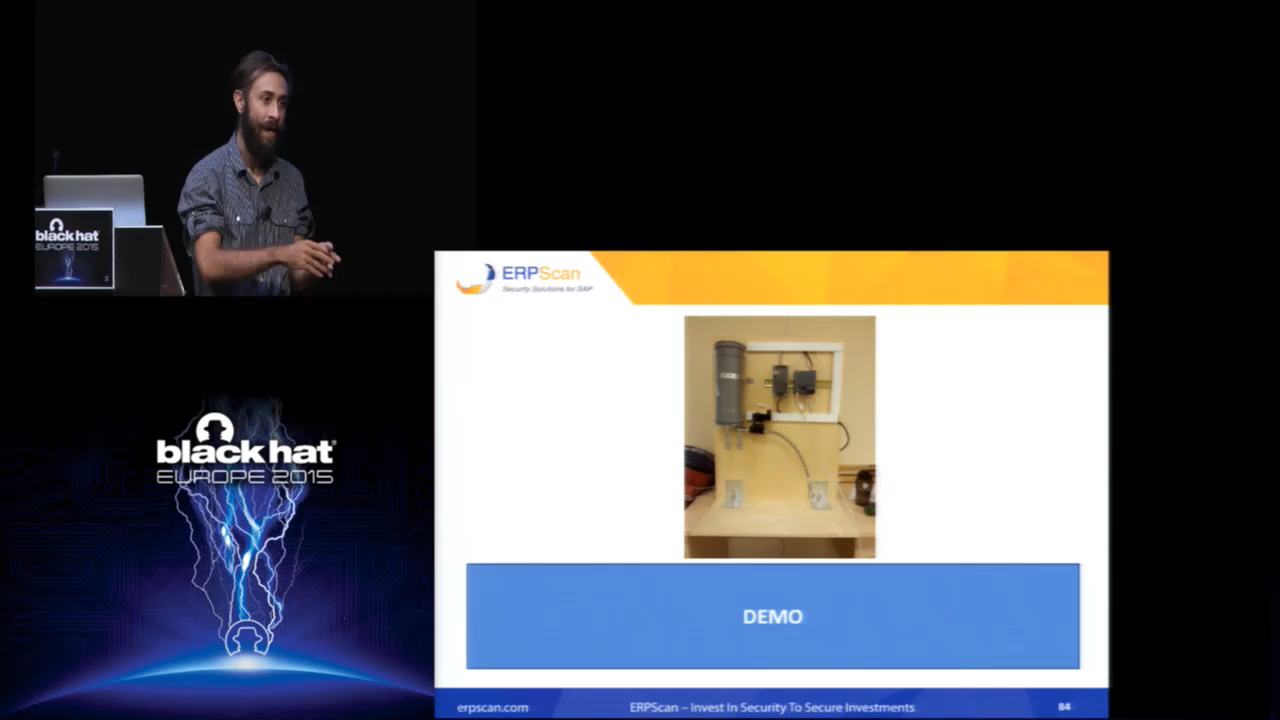 black hat
EUROPE 2015
ERPScan
Security Solutions for SAP
black hat
EUROPE 2015
DEMO
erpscan.com
ERPScan – Invest In Security To Secure Investments
84